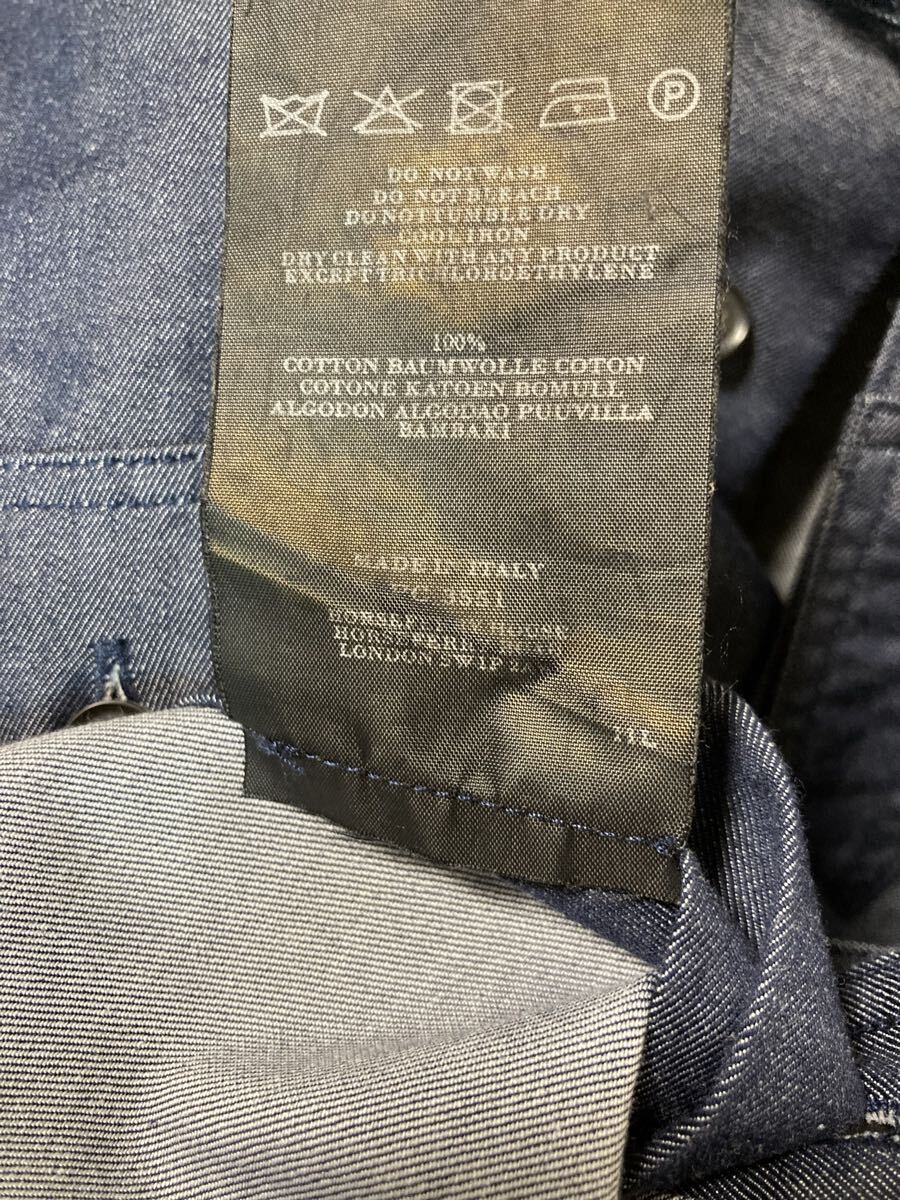 P
DO NOT WASH
DO NOT BLEACH
DO NOT TUMBLE DRY
COOL IRON
DRY CLEAN WITH ANY PRODUCT
EXCEPT TRICHLOROETHYLENE
100%
COTTON BAUMWOLLE COTON
COTONE KATOEN BOMULL
ALGODON ALGODAO PUUVILLA
BAMBAKI
MADE IN ITALY
LONDON SW1P